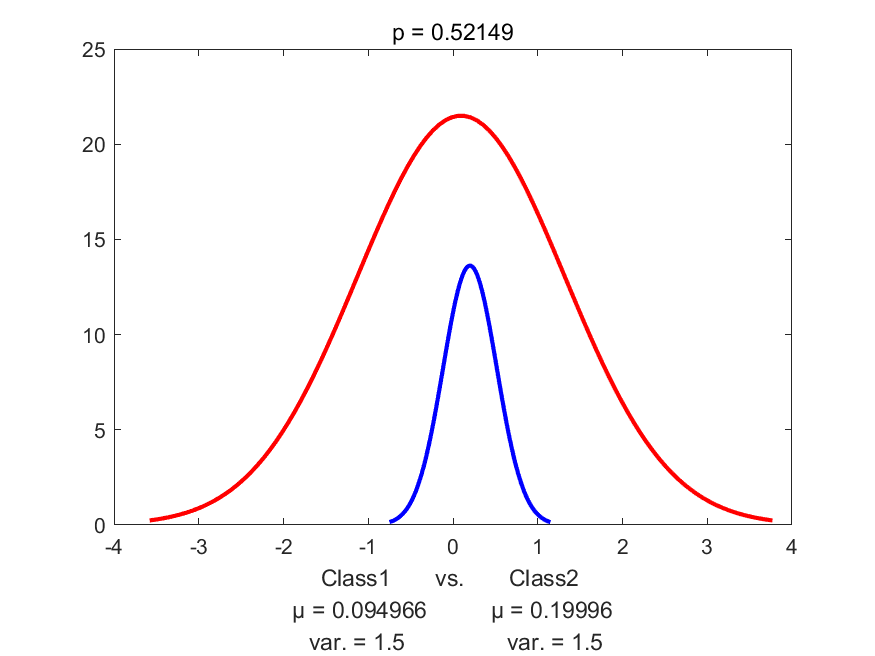 p = 0.52149
25
20
15
10
5
0
-4 -3 -2 -1 0 1 2 3 4
Class1 vs. Class2
μ = 0.094966 μ = 0.19996
var. = 1.5 var. = 1.5